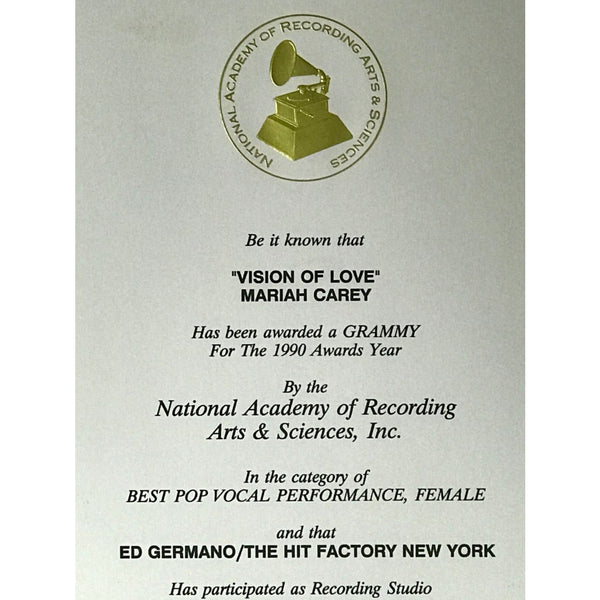 NATIONAL ACADEMY OF RECORDING ARTS & SCIENCES
Be it known that
"VISION OF LOVE"
MARIAH CAREY
Has been awarded a GRAMMY
For The 1990 Awards Year
By the
National Academy of Recording
Arts & Sciences, Inc.
In the category of
BEST POP VOCAL PERFORMANCE, FEMALE
and that
ED GERMANO/THE HIT FACTORY NEW YORK
Has participated as Recording Studio